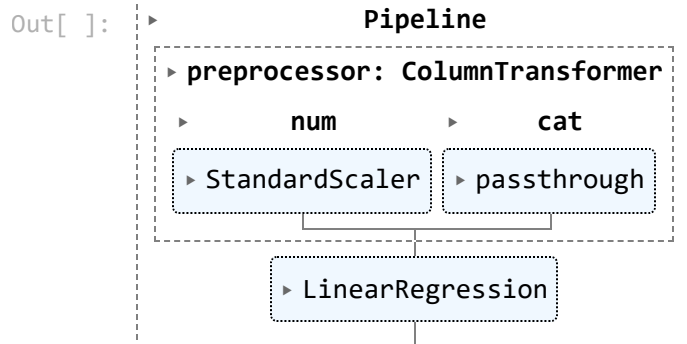 Out[ ]:
Pipeline
preprocessor: ColumnTransformer
num cat
StandardScaler passthrough
LinearRegression